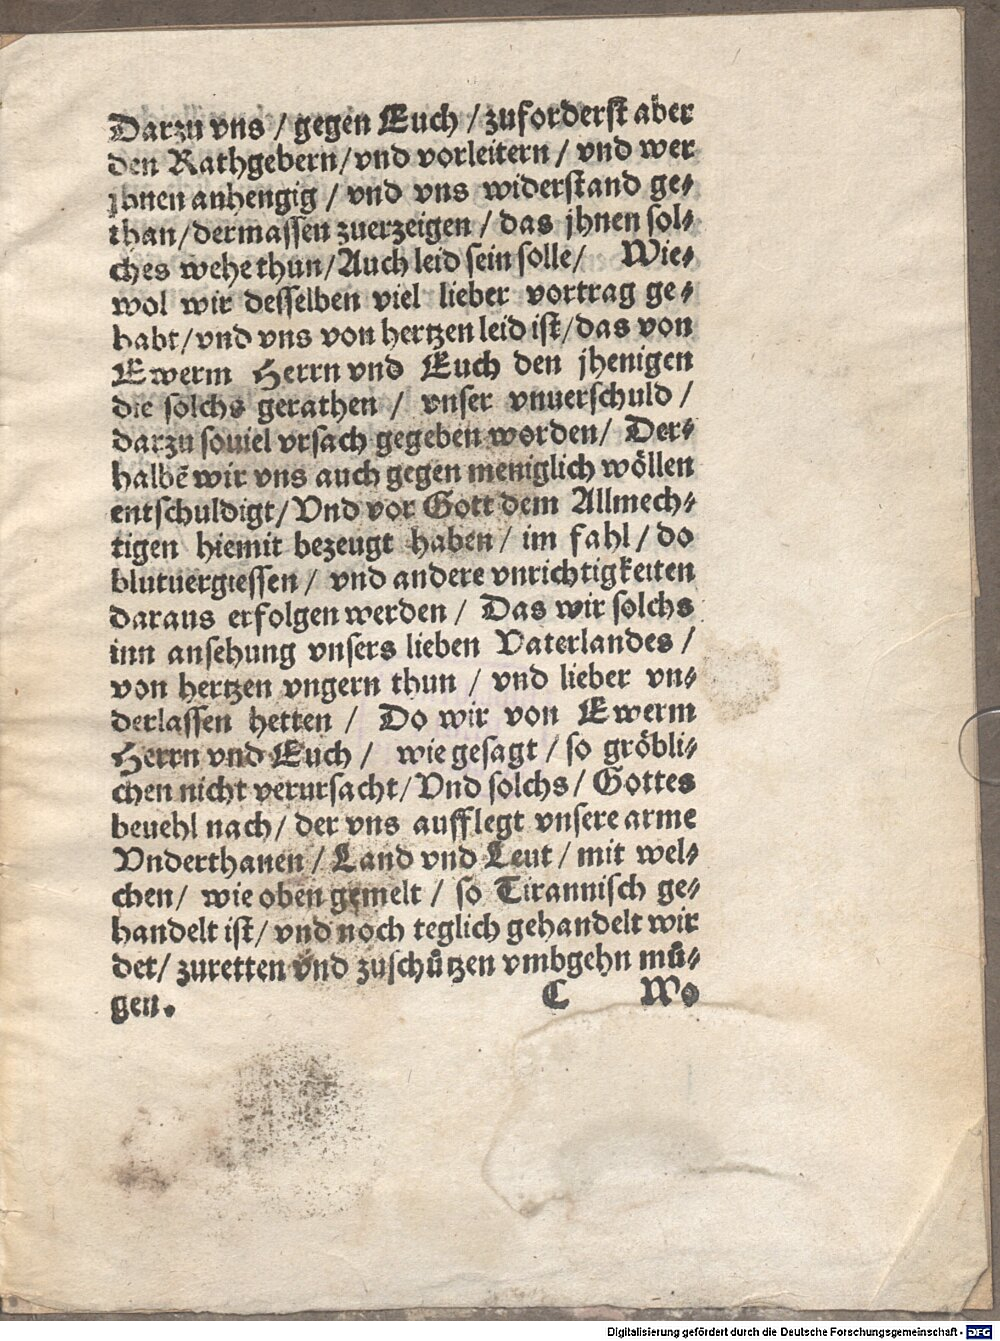 Darzu vns / gegen Euch / zuforderst aber
den Rathgebern/vnd vorleitern / vnd wer
jhnen anhengig / vnd vns widerstand ge⸗
than/dermassen zuerzeigen / das jhnen sol⸗
ches wehe thun/Auch leid sein solle/ Wie⸗
wol wir desselben viel lieber vortrag ge⸗
habt/vnd vns von hertzen leid ist/das von
Ewerm Herrn vnd Euch den jhenigen
die solchs gerathen / vnser vnuerschuld /
darzu souiel vrsach gegeben worden/ Der⸗
halbẽ wir vns auch gegen meniglich wöllen
entschuldigt/Vnd vor Gott dem Allmech⸗
tigen hiemit bezeugt haben/ im fahl/ do
blutuergiessen / vnd andere vnrichtigkeiten
daraus erfolgen werden / Das wir solchs
inn ansehung vnsers lieben Vaterlandes /
von hertzen vngern thun / vnd lieber vn⸗
derlassen hetten / Do wir von Ewerm
Herrn vnd Euch / wie gesagt / so gröbli⸗
chen nicht verursacht/Vnd solchs/ Gottes
beuehl nach/ der vns aufflegt vnsere arme
Vnderthanen / Land vnd Leut / mit wel⸗
chen/ wie oben gemelt / so Tirannisch ge⸗
handelt ist/ vnd noch teglich gehandelt wir
det/ zuretten vnd zuschützen vmbgehn mü⸗
gen. C Wo
Digitalisierung gefördert durch die Deutsche Forschungsgemeinschaft - DFG